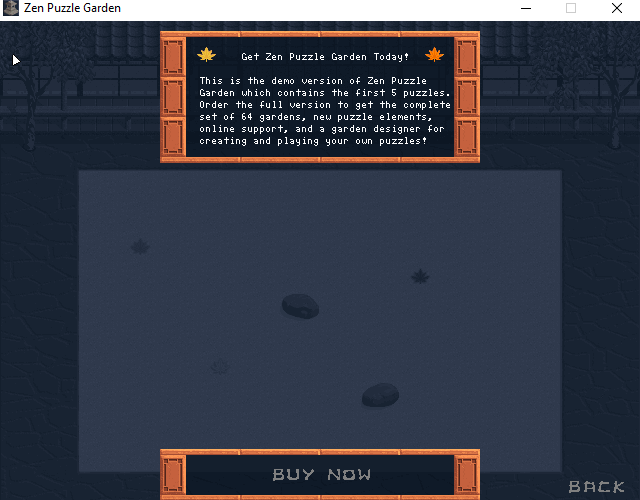 Zen Puzzle Garden
Get Zen Puzzle Garden Today!
This is the demo version of Zen Puzzle
Garden which contains the first 5 puzzles.
Order the full version to get the complete
set of 64 gardens, new puzzle elements,
online support, and a garden designer for
creating and playing your own puzzles!
BUY NOW
BACK